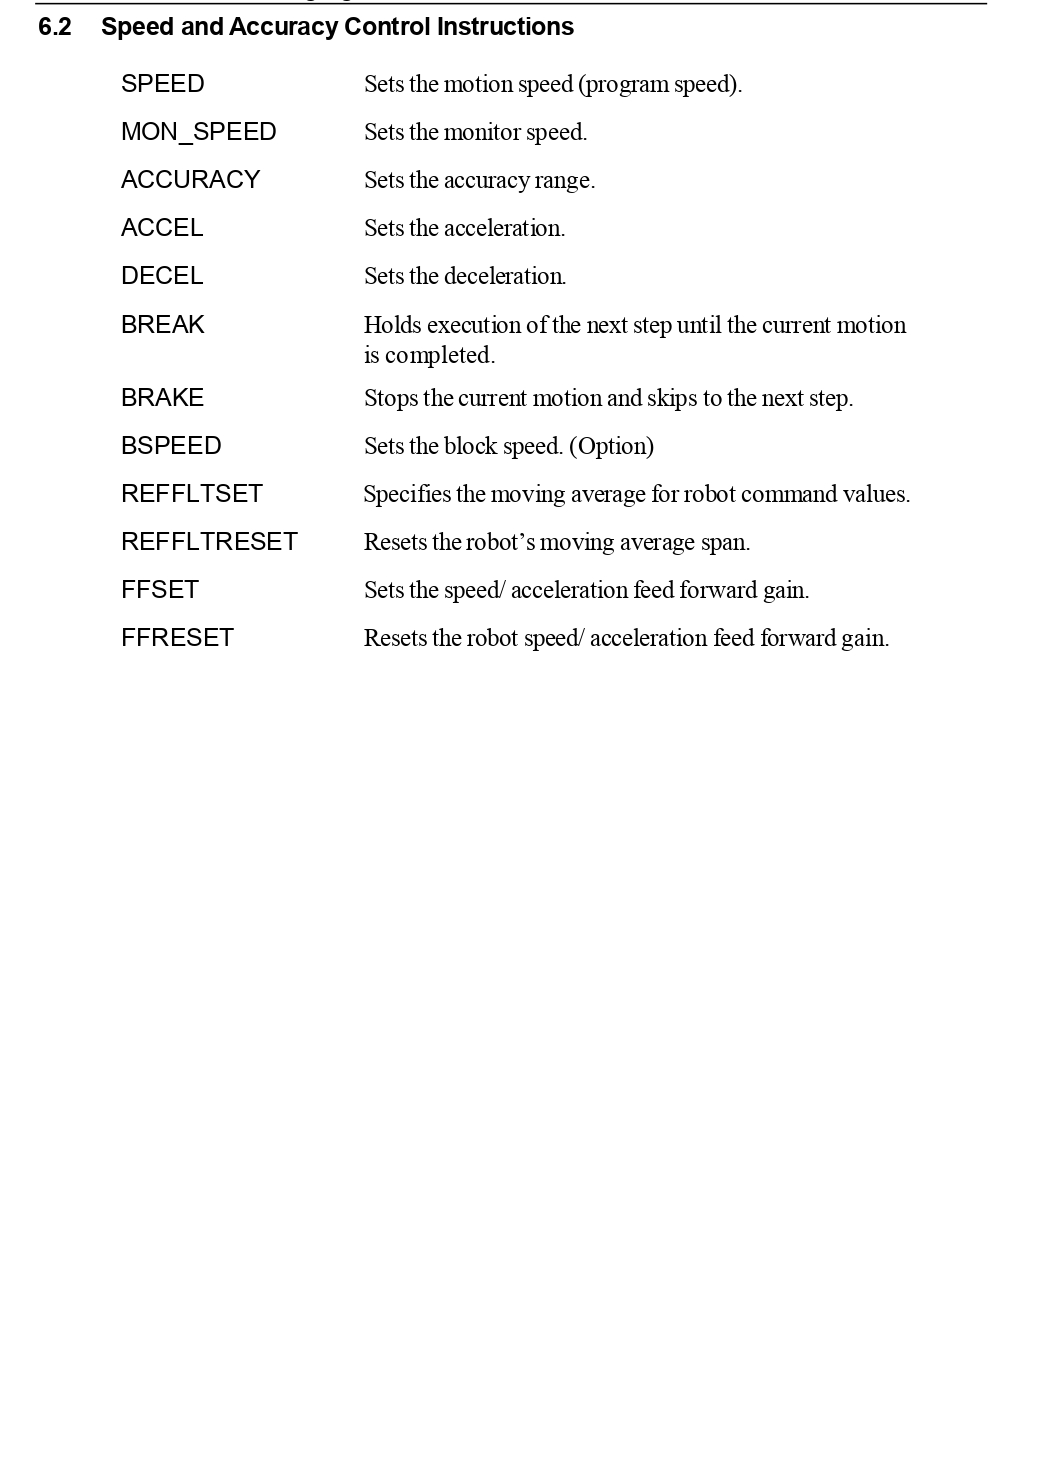 6.2 Speed and Accuracy Control Instructions
SPEED Sets the motion speed (program speed).
MON_SPEED Sets the monitor speed.
ACCURACY Sets the accuracy range.
ACCEL Sets the acceleration.
DECEL Sets the deceleration.
BREAK Holds execution of the next step until the current motion
is completed.
BRAKE Stops the current motion and skips to the next step.
BSPEED Sets the block speed. (Option)
REFFLTSET Specifies the moving average for robot command values.
REFFLTRESET Resets the robot’s moving average span.
FFSET Sets the speed/ acceleration feed forward gain.
FFRESET Resets the robot speed/ acceleration feed forward gain.